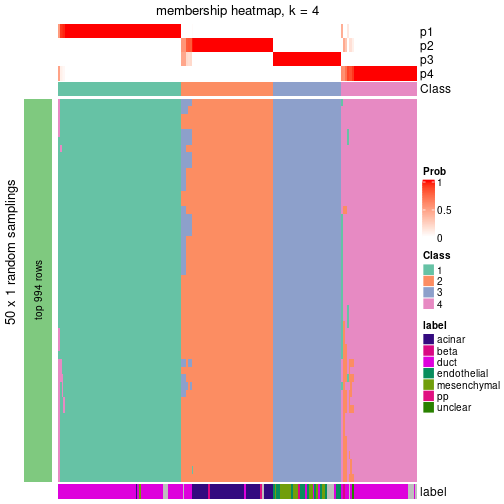 membership heatmap, k = 4
p1
p2
p3
p4
Class
50 x 1 random samplings
top 994 rows
Prob
1
0.5
0
Class
1
2
3
4
label
acinar
beta
duct
endothelial
mesenchymal
pp
unclear
label